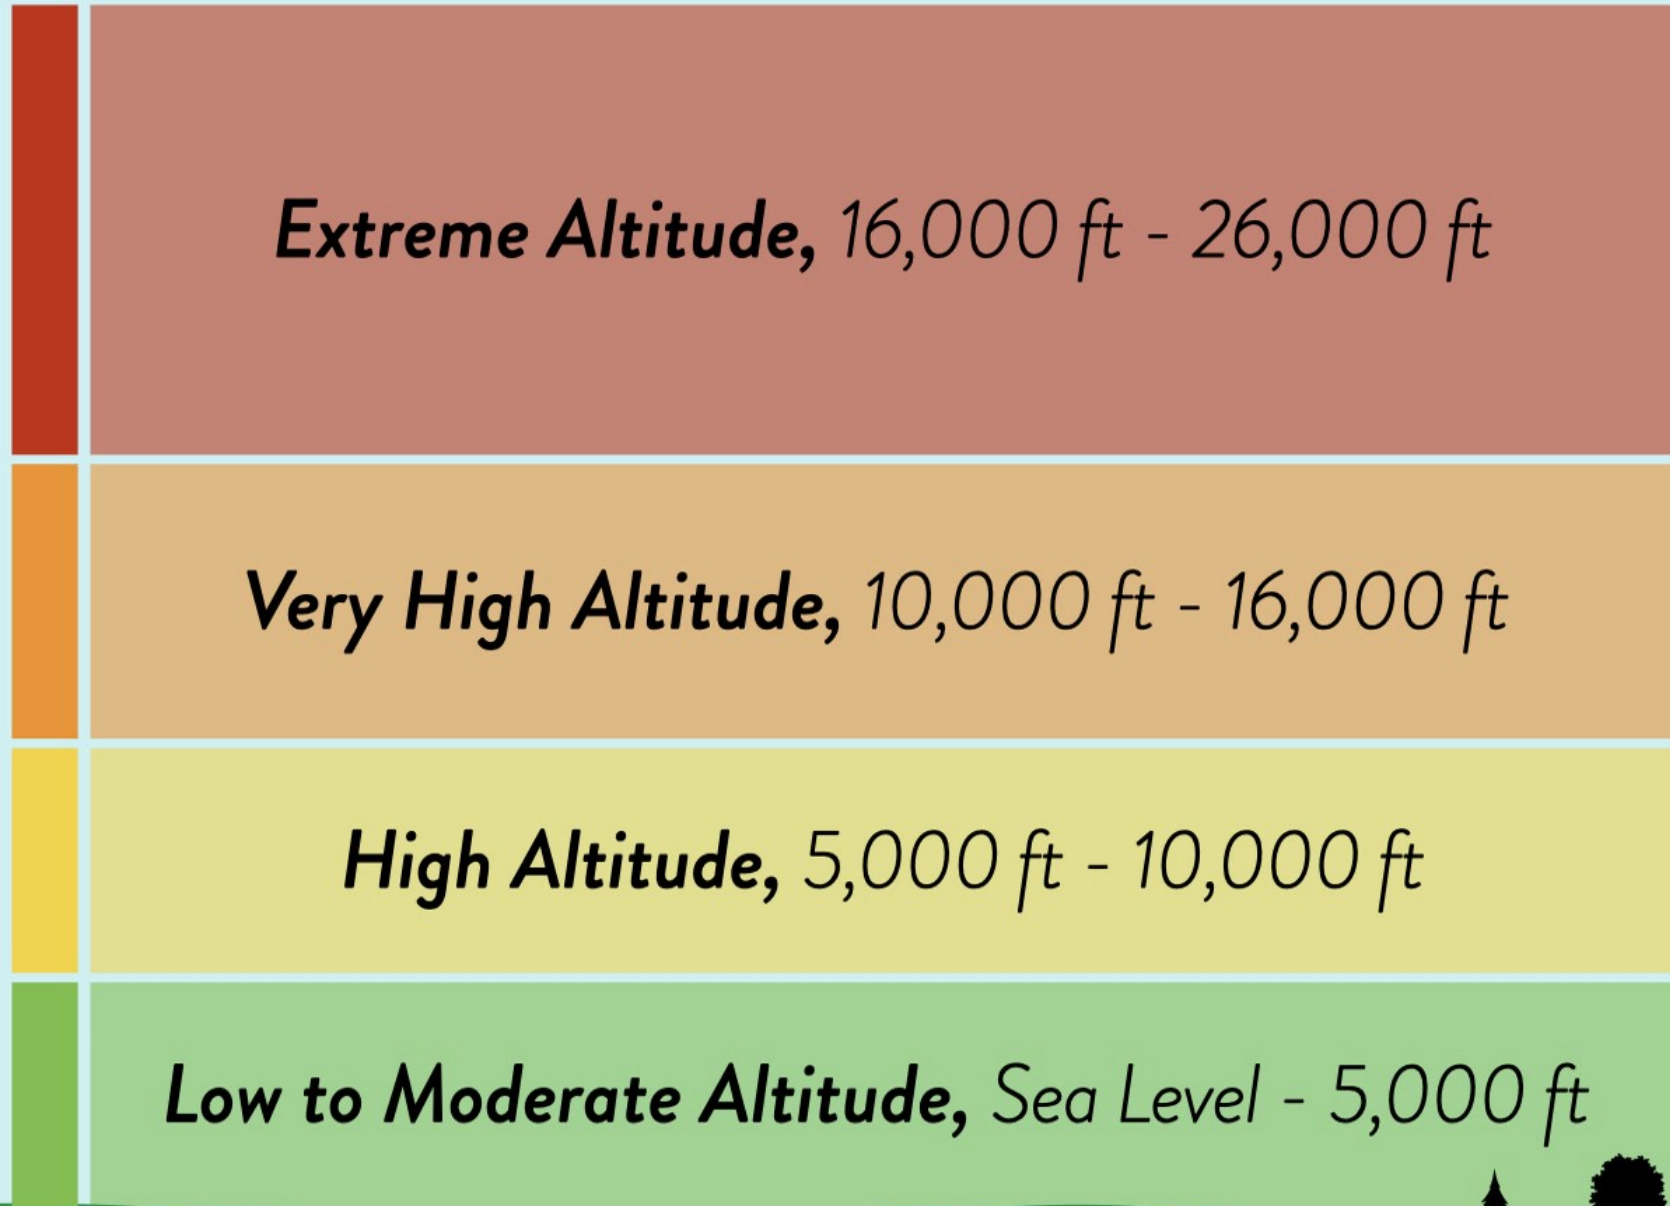 Extreme Altitude, 16,000 ft - 26,000 ft
Very High Altitude, 10,000 ft - 16,000 ft
High Altitude, 5,000 ft - 10,000 ft
Low to Moderate Altitude, Sea Level - 5,000 ft